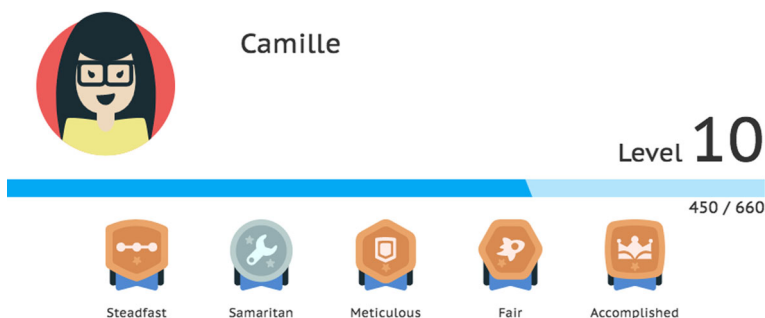 Camille
Level 10
450 / 660
Steadfast Samaritan Meticulous Fair Accomplished